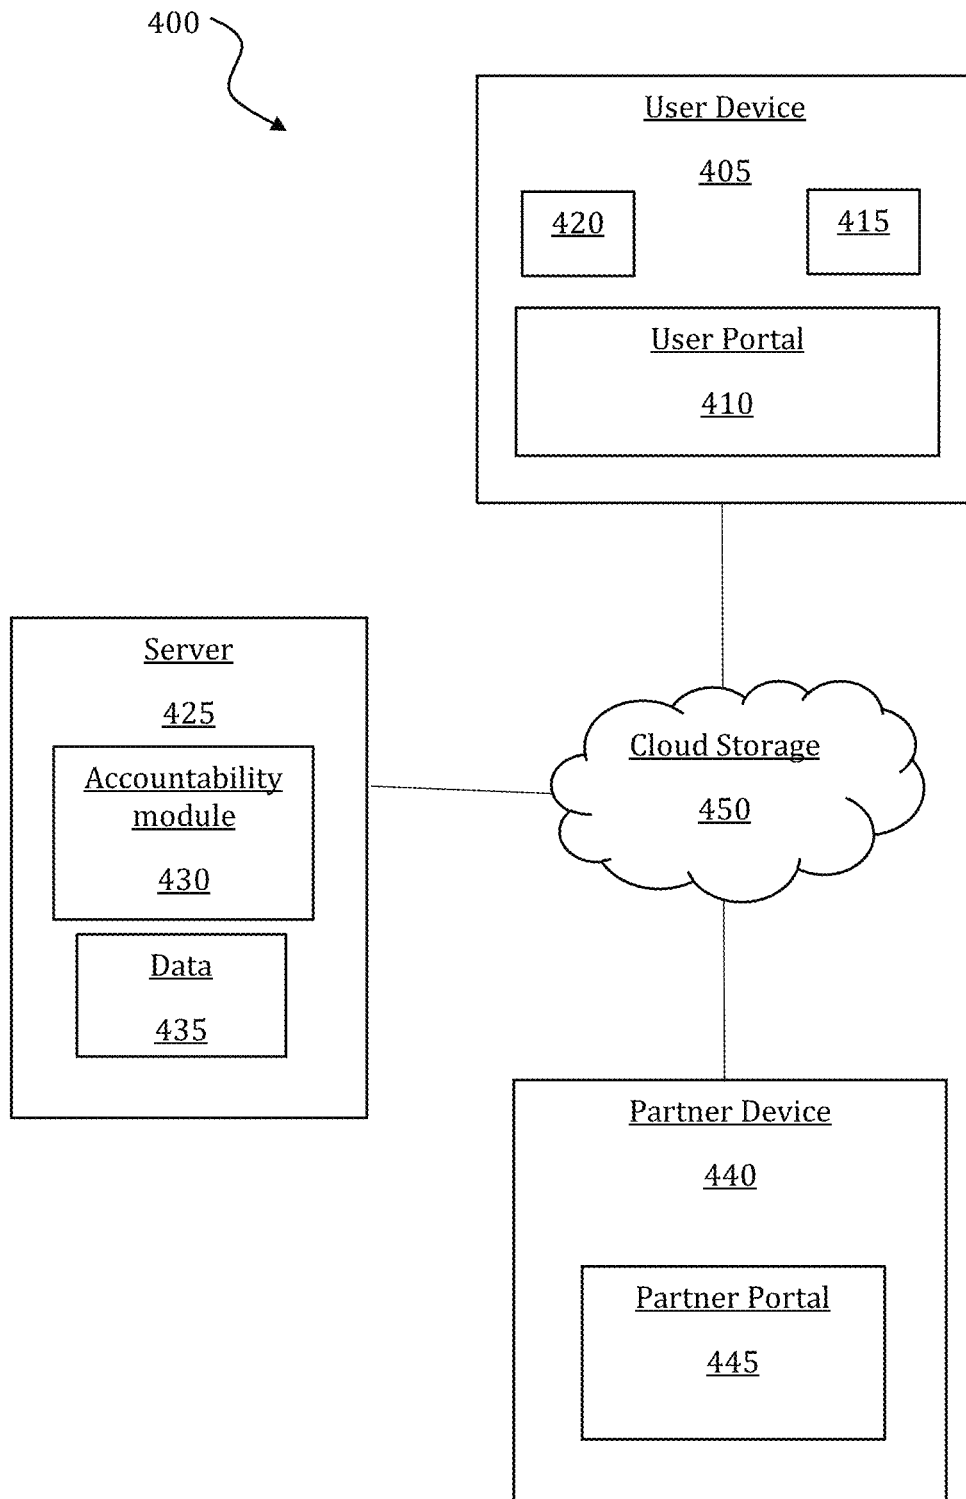 400
User Device
405
420
415
User Portal
410
Server
425
Accountability
module
430
Data
435
Cloud Storage
450
Partner Device
440
Partner Portal
445